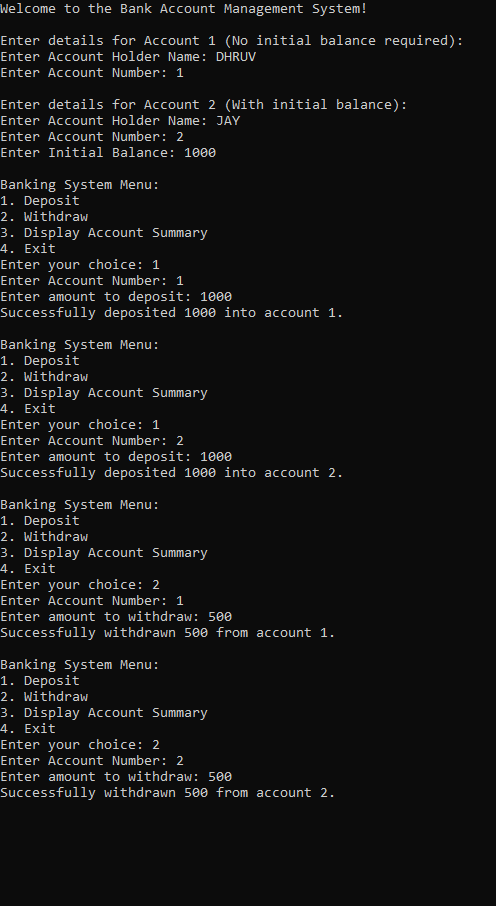 Welcome to the Bank Account Management System!
Enter details for Account 1 (No initial balance required):
Enter Account Holder Name: DHRUV
Enter Account Number: 1
Enter details for Account 2 (With initial balance):
Enter Account Holder Name: JAY
Enter Account Number: 2
Enter Initial Balance: 1000
Banking System Menu:
1. Deposit
2. Withdraw
3. Display Account Summary
4. Exit
Enter your choice: 1
Enter Account Number: 1
Enter amount to deposit: 1000
Successfully deposited 1000 into account 1.
Banking System Menu:
1. Deposit
2. Withdraw
3. Display Account Summary
4. Exit
Enter your choice: 1
Enter Account Number: 2
Enter amount to deposit: 1000
Successfully deposited 1000 into account 2.
Banking System Menu:
1. Deposit
2. Withdraw
3. Display Account Summary
4. Exit
Enter your choice: 2
Enter Account Number: 1
Enter amount to withdraw: 500
Successfully withdrawn 500 from account 1.
Banking System Menu:
1. Deposit
2. Withdraw
3. Display Account Summary
4. Exit
Enter your choice: 2
Enter Account Number: 2
Enter amount to withdraw: 500
Successfully withdrawn 500 from account 2.